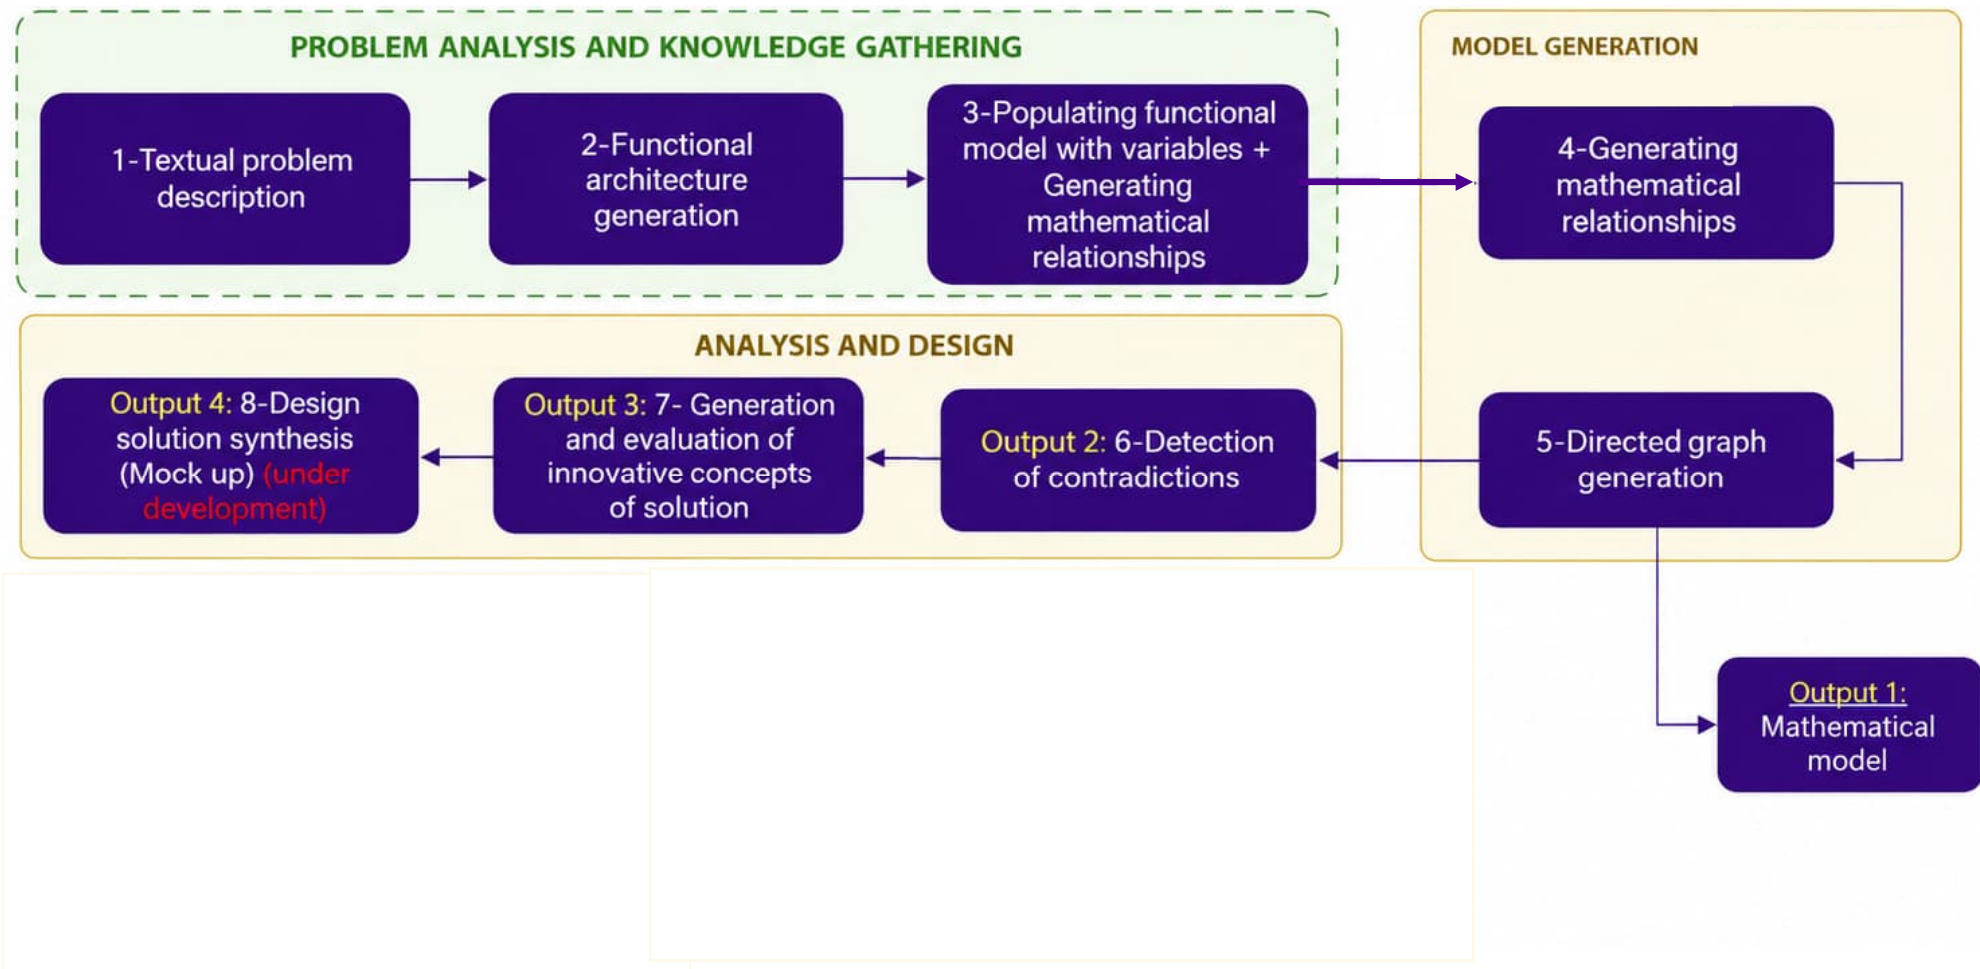 PROBLEM ANALYSIS AND KNOWLEDGE GATHERING
1-Textual problem
description
2-Functional
architecture
generation
3-Populating functional
model with variables +
Generating
mathematical
relationships
MODEL GENERATION
4-Generating
mathematical
relationships
5-Directed graph
generation
ANALYSIS AND DESIGN
Output 4: 8-Design
solution synthesis
(Mock up) (under
development)
Output 3: 7- Generation
and evaluation of
innovative concepts
of solution
Output 2: 6-Detection
of contradictions
Output 1:
Mathematical
model